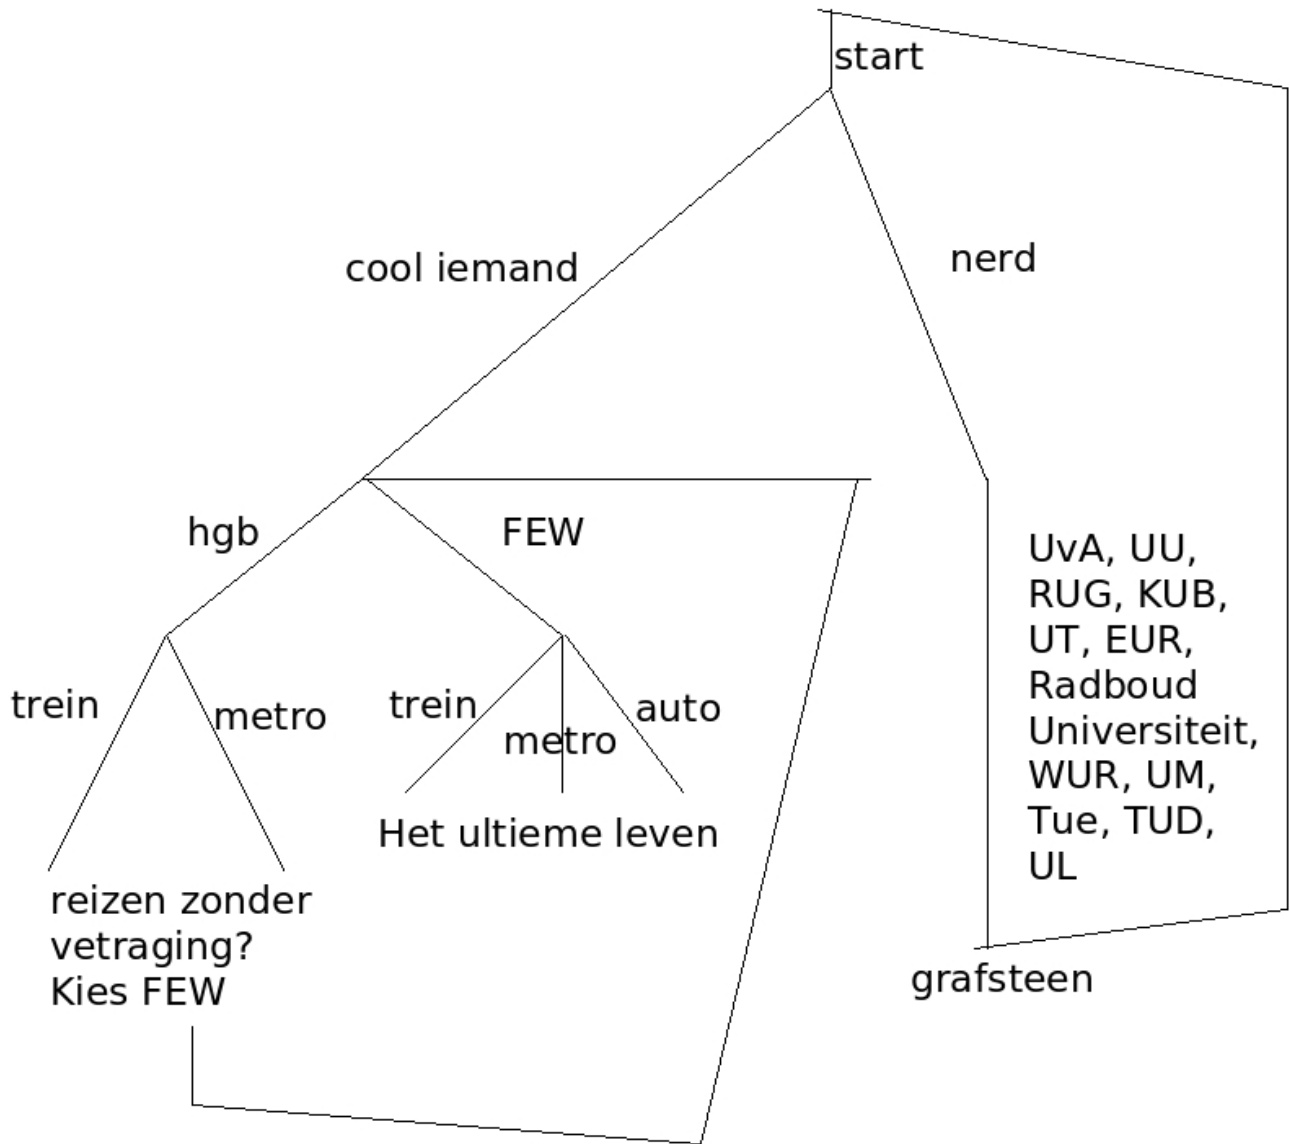 start
cool iemand
nerd
hgb
FEW
trein
metro
trein
metro
auto
Het ultieme leven
reizen zonder
vetraging?
Kies FEW
UvA, UU,
RUG, KUB,
UT, EUR,
Radboud
Universiteit,
WUR, UM,
Tue, TUD,
UL
grafsteen